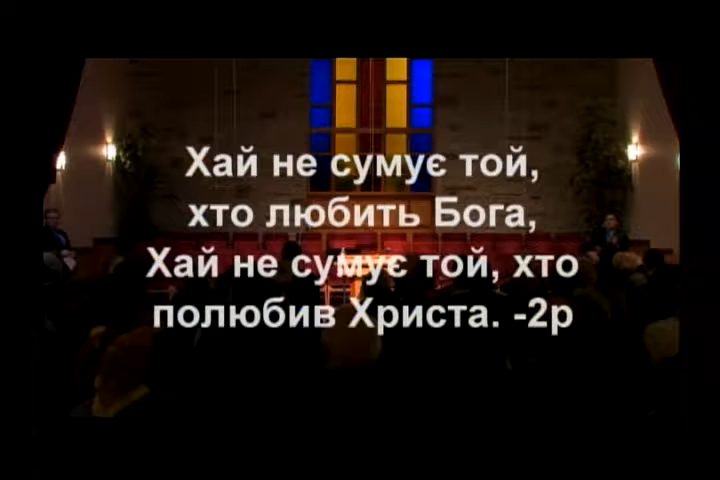 Хай не сумує той,
хто любить Бога,
Хай не сумує той, хто
полюбив Христа. -2р